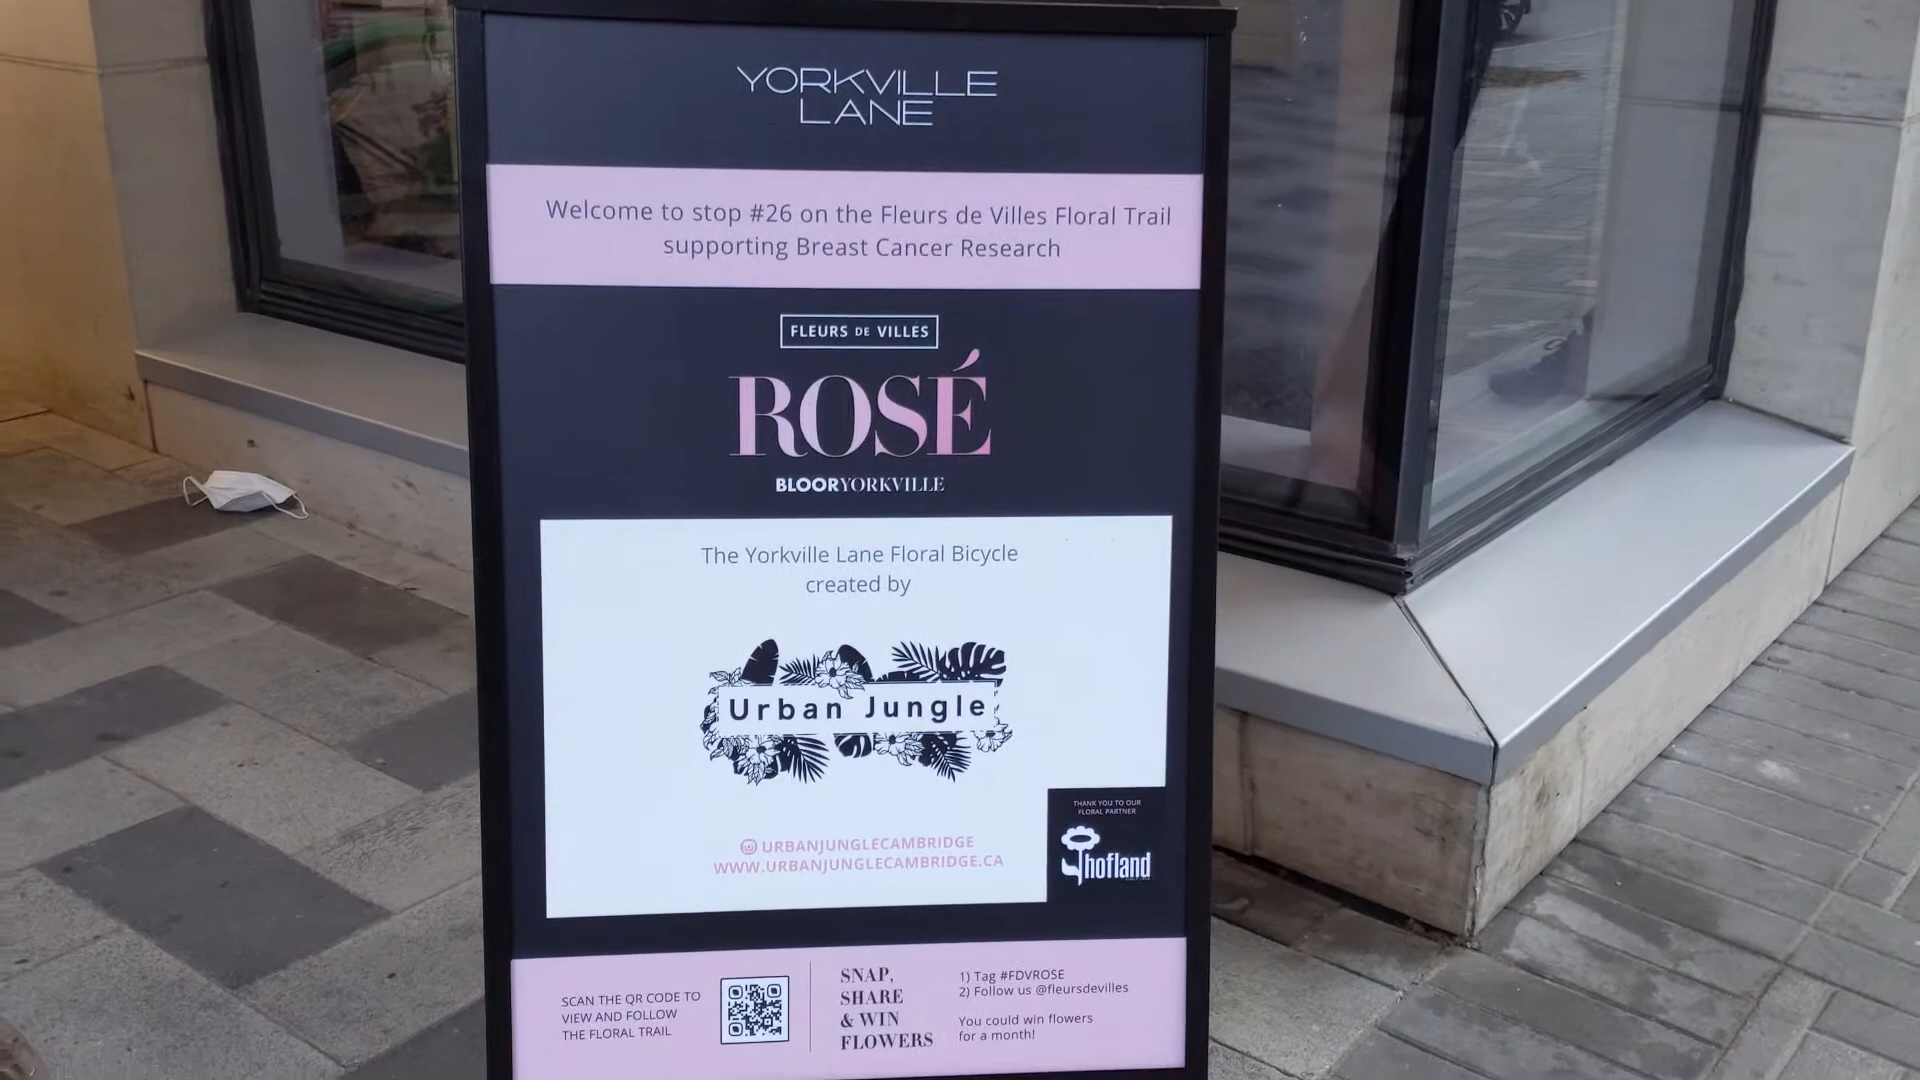 YORKVILLE
LANE
Welcome to stop #26 on the Fleurs de Villes Floral Trail
supporting Breast Cancer Research
FLEURS DE VILLES
ROSÉ
BLOORYORKVILLE
The Yorkville Lane Floral Bicycle
created by
Urban Jungle
URBANJUNGLECAMBRIDGE
WWW.URBANJUNGLECAMBRIDGE.CA
THANK YOU TO OUR
FLORAL PARTNER
hofland
SCAN THE QR CODE TO
VIEW AND FOLLOW
THE FLORAL TRAIL
SNAP,
SHARE
& WIN
FLOWERS
1) Tag #FDVROSE
2) Follow us @fleursdevilles
You could win flowers
for a month!